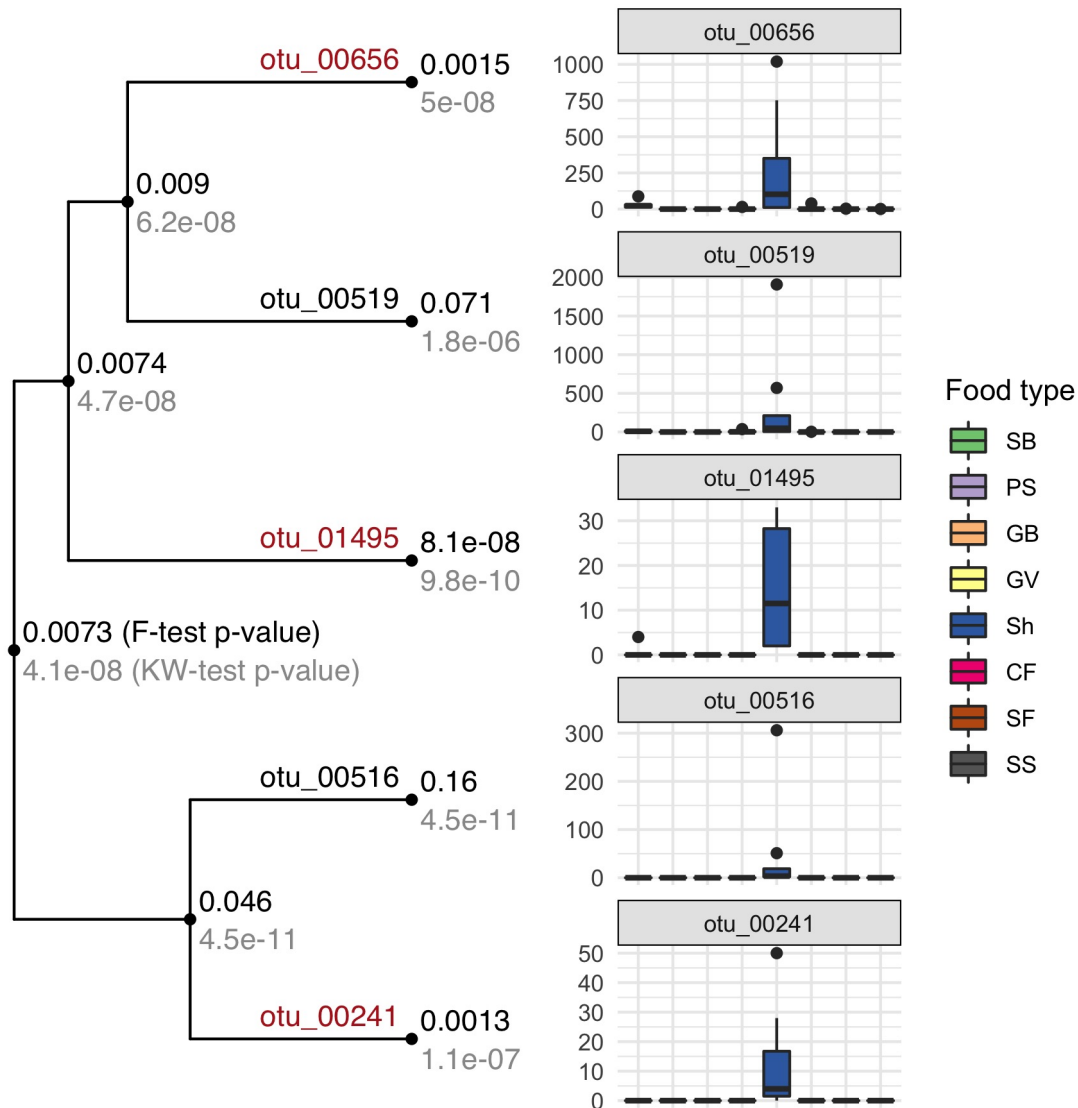 otu_00656
0.0015
5e-08
0.009
6.2e-08
otu_00519
0.071
1.8e-06
0.0074
4.7e-08
otu_01495
8.1e-08
9.8e-10
0.0073 (F-test p-value)
4.1e-08 (KW-test p-value)
otu_00516
0.16
4.5e-11
0.046
4.5e-11
otu_00241
0.0013
1.1e-07
otu_00656
1000
750
500
250
0
otu_00519
2000
1500
1000
500
0
otu_01495
30
20
10
0
otu_00516
300
200
100
0
otu_00241
50
40
30
20
10
0
Food type
SB
PS
GB
GV
Sh
CF
SF
SS